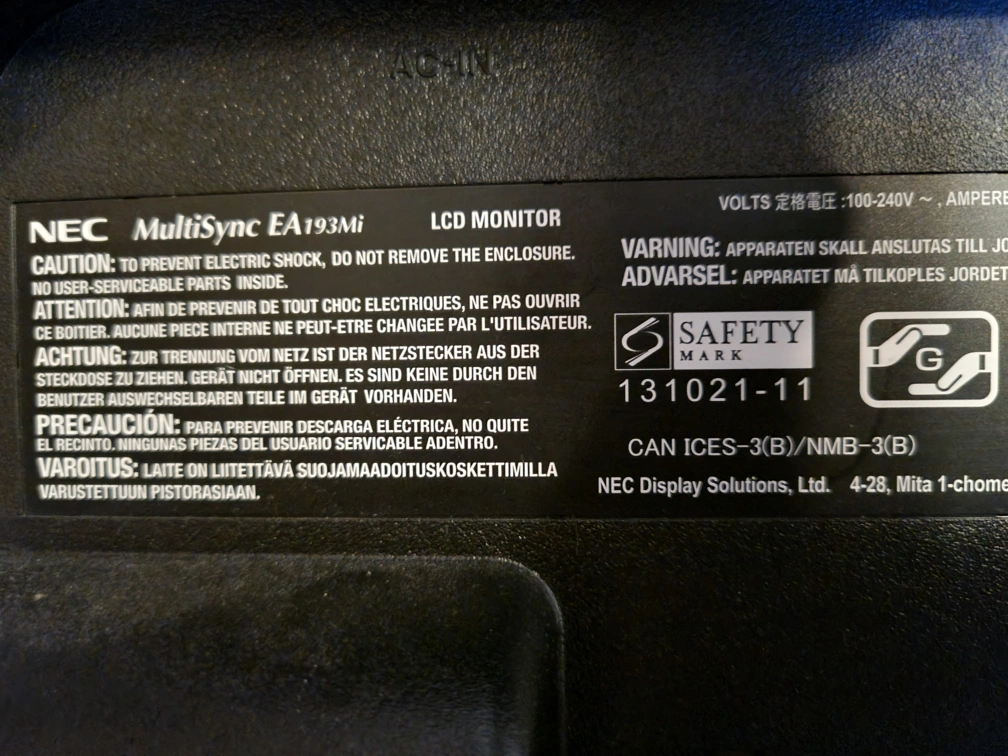 AC-IN
NEC MultiSync EA193Mi LCD MONITOR
CAUTION: TO PREVENT ELECTRIC SHOCK, DO NOT REMOVE THE ENCLOSURE.
NO USER-SERVICEABLE PARTS INSIDE.
ATTENTION: AFIN DE PREVENIR DE TOUT CHOC ELECTRIQUES, NE PAS OUVRIR
CE BOITIER. AUCUNE PIECE INTERNE NE PEUT-ETRE CHANGEE PAR L'UTILISATEUR.
ACHTUNG: ZUR TRENNUNG VOM NETZ IST DER NETZSTECKER AUS DER
STECKDOSE ZU ZIEHEN. GERÄT NICHT ÖFFNEN. ES SIND KEINE DURCH DEN
BENUTZER AUSWECHSELBAREN TEILE IM GERÄT VORHANDEN.
PRECAUCIÓN: PARA PREVENIR DESCARGA ELÉCTRICA, NO QUITE
EL RECINTO. NINGUNAS PIEZAS DEL USUARIO SERVICABLE ADENTRO.
VAROITUS: LAITE ON LIITETTÄVÄ SUOJAMAADOITUSKOSKETTIMILLA
VARUSTETTUUN PISTORASIAAN.
VOLTS 定格電圧 :100-240V ~ , AMPERE
VARNING: APPARATEN SKALL ANSLUTAS TILL JO
ADVARSEL: APPARATET MÅ TILKOPLES JORDET
S SAFETY
MARK
131021-11
G
CAN ICES-3(B)/NMB-3(B)
NEC Display Solutions, Ltd. 4-28, Mita 1-chome